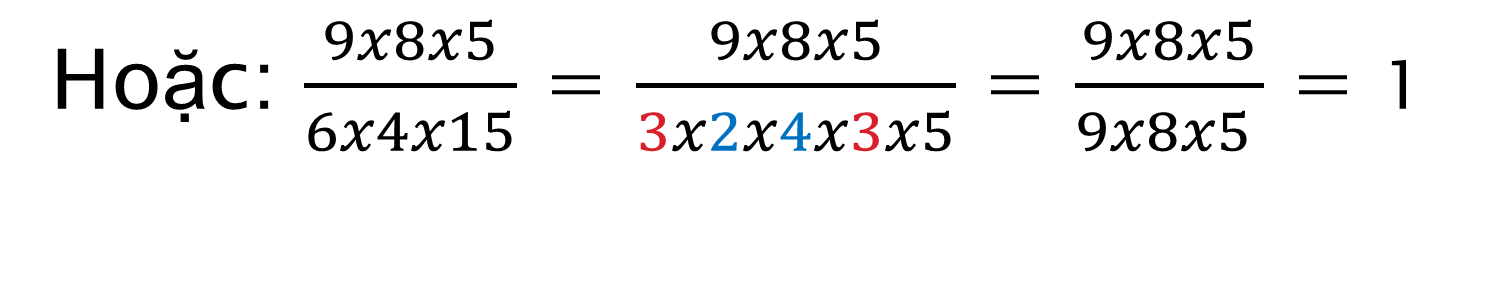 Hoặc: 9x8x5/6x4x15 = 9x8x5/3x2x4x3x5 = 9x8x5/9x8x5 = 1